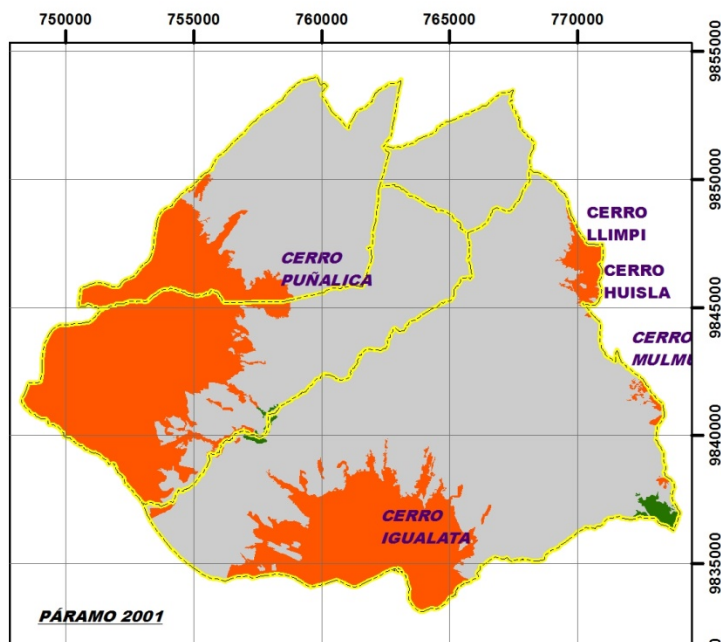 750000 755000 760000 765000 770000
9855000
9850000
CERRO
LLIMPI
CERRO
PUÑALICA
CERRO
HUISLA
9845000
CERRO
MULMU
9840000
CERRO
IGUALATA
9835000
PÁRAMO 2001